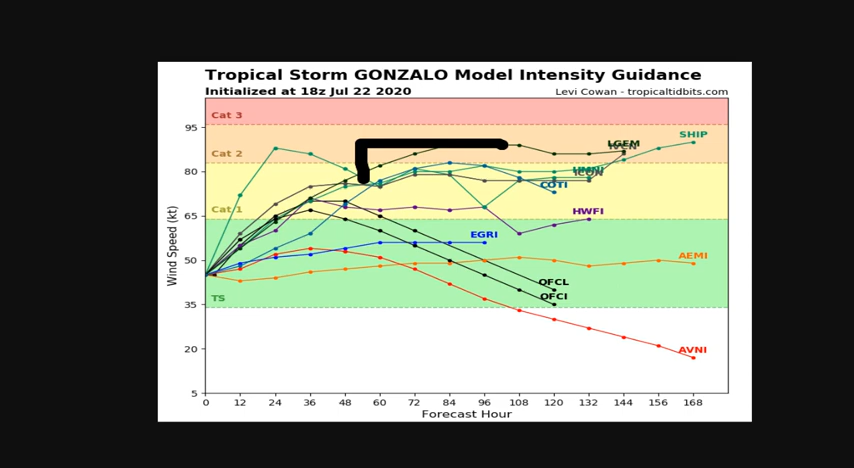 Tropical Storm GONZALO Model Intensity Guidance
Initialized at 18z Jul 22 2020
Levi Cowan - tropicaltidbits.com
Cat 3
95
SHIP
LGEM
Cat 2
80
ICON
COTI
Cat 1
HWFI
65
EGRI
50
AEMI
OFCL
OFCI
TS
35
AVNI
20
5
Wind Speed (kt)
0 12 24 36 48 60 72 84 96 108 120 132 144 156 168
Forecast Hour